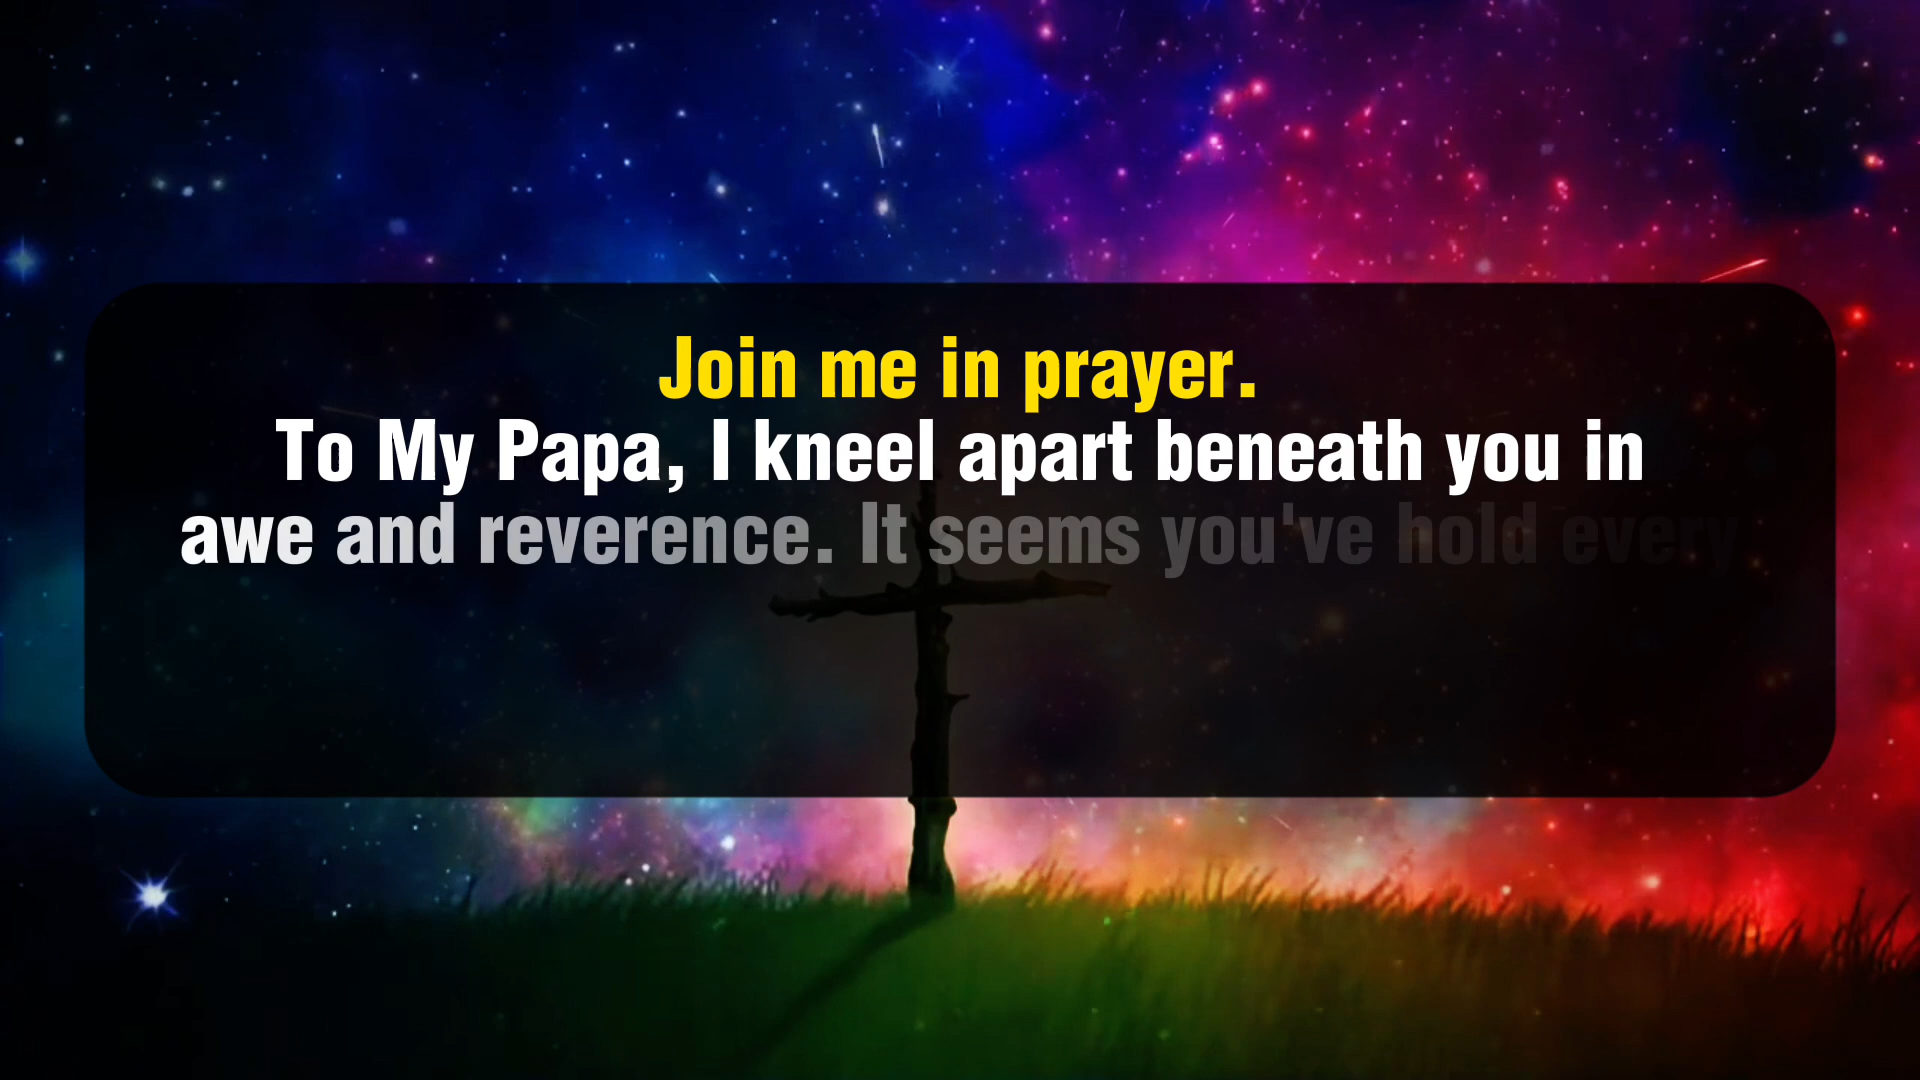 Join me in prayer.
To My Papa, I kneel apart beneath you in
awe and reverence. It seems you've hold every